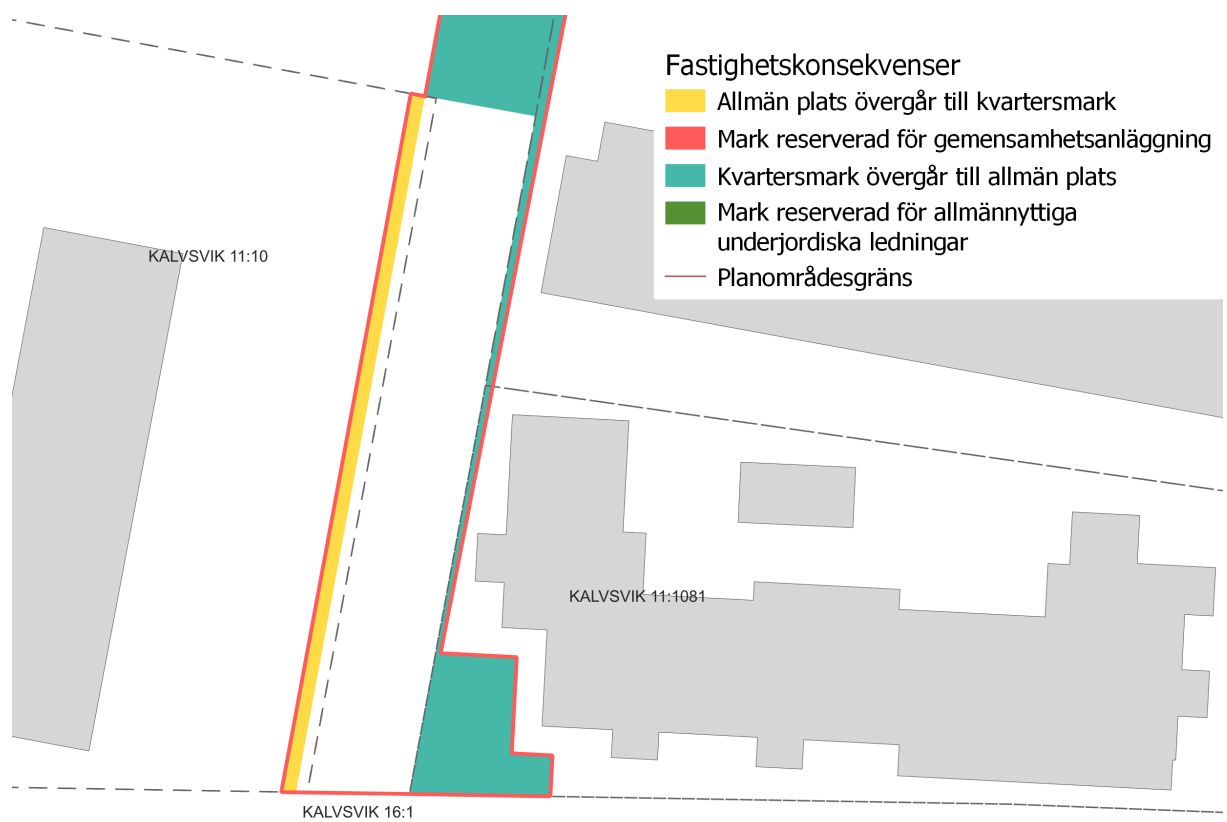 Fastighetskonsekvenser
Allmän plats övergår till kvartersmark
Mark reserverad för gemensamhetsanläggning
Kvartersmark övergår till allmän plats
Mark reserverad för allmännyttiga
underjordiska ledningar
Planområdesgräns
KALVSVIK 11:10
KALVSVIK 11:1081
KALVSVIK 16:1